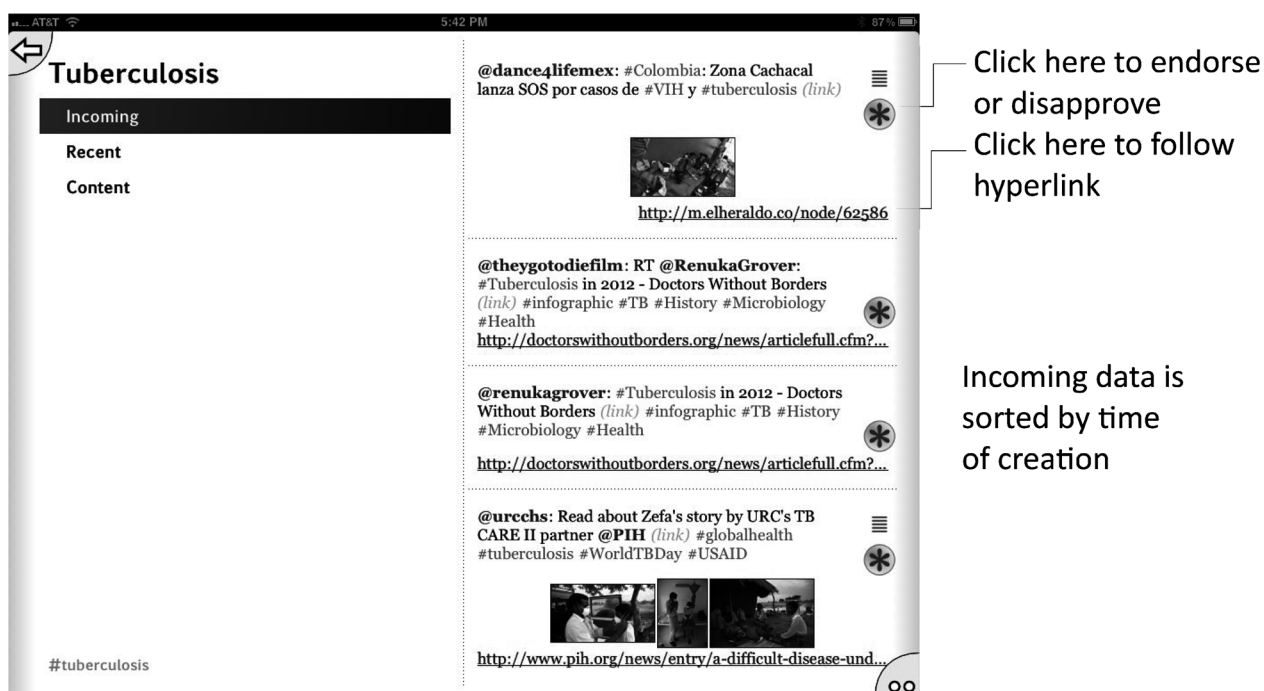 AT&T
5:42 PM
87%
Tuberculosis
Incoming
Recent
Content
#tuberculosis
@dance4lifemex: #Colombia: Zona Cachacal
lanza SOS por casos de #VIH y #tuberculosis (link)
http://m.elheraldo.co/node/62586
@theygotodiefilm: RT @RenukaGrover:
#Tuberculosis in 2012 - Doctors Without Borders
(link) #infographic #TB #History #Microbiology
#Health
http://doctorswithoutborders.org/news/articlefull.cfm?...
@renukagrover: #Tuberculosis in 2012 - Doctors
Without Borders (link) #infographic #TB #History
#Microbiology #Health
http://doctorswithoutborders.org/news/articlefull.cfm?...
@urcchs: Read about Zefa's story by URC's TB
CARE II partner @PIH (link) #globalhealth
#tuberculosis #WorldTBDay #USAID
http://www.pih.org/news/entry/a-difficult-disease-und...
Click here to endorse
or disapprove
Click here to follow
hyperlink
Incoming data is
sorted by time
of creation